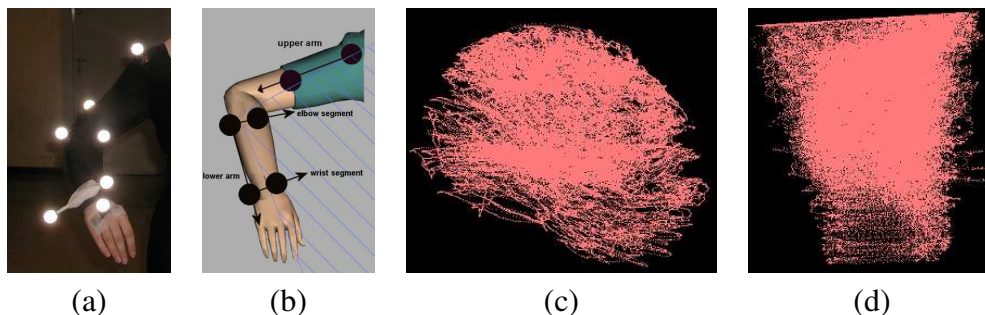 upper arm
elbow segment
lower arm
wrist segment
(a)
(b)
(c)
(d)